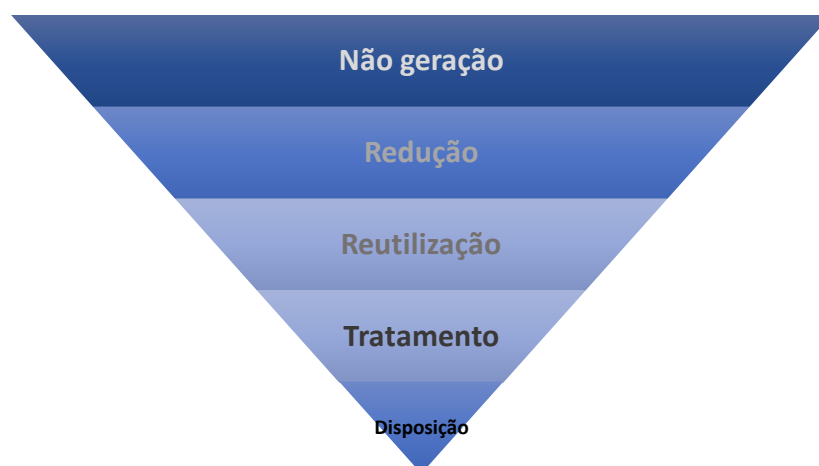 Não geração
Redução
Reutilização
Tratamento
Disposição